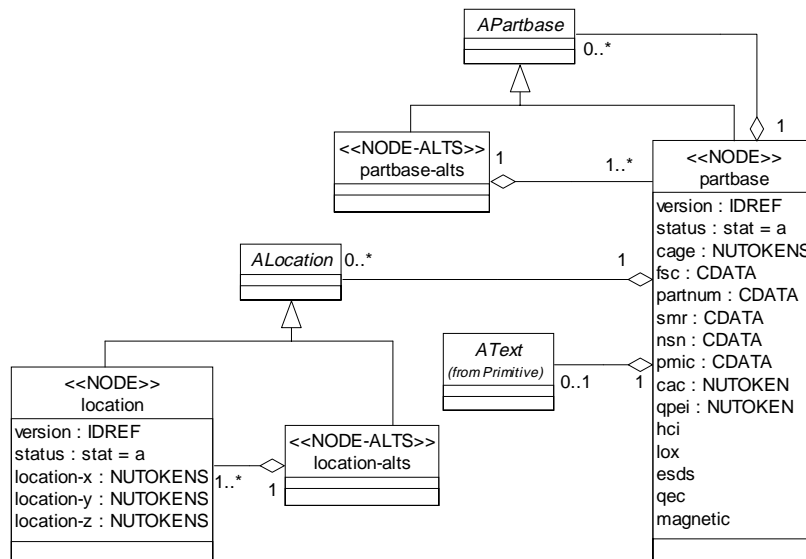 APartbase
0..*
1
<<NODE-ALTS>>
partbase-alts
1
1..*
<<NODE>>
partbase
version : IDREF
status : stat = a
cage : NUTOKENS
fsc : CDATA
partnum : CDATA
smr : CDATA
nsn : CDATA
pmic : CDATA
cac : NUTOKEN
qpei : NUTOKEN
hci
lox
esds
qec
magnetic
ALocation
0..*
1
AText
(from Primitive)
0..1
1
<<NODE>>
location
version : IDREF
status : stat = a
location-x : NUTOKENS
location-y : NUTOKENS
location-z : NUTOKENS
1..*
1
<<NODE-ALTS>>
location-alts